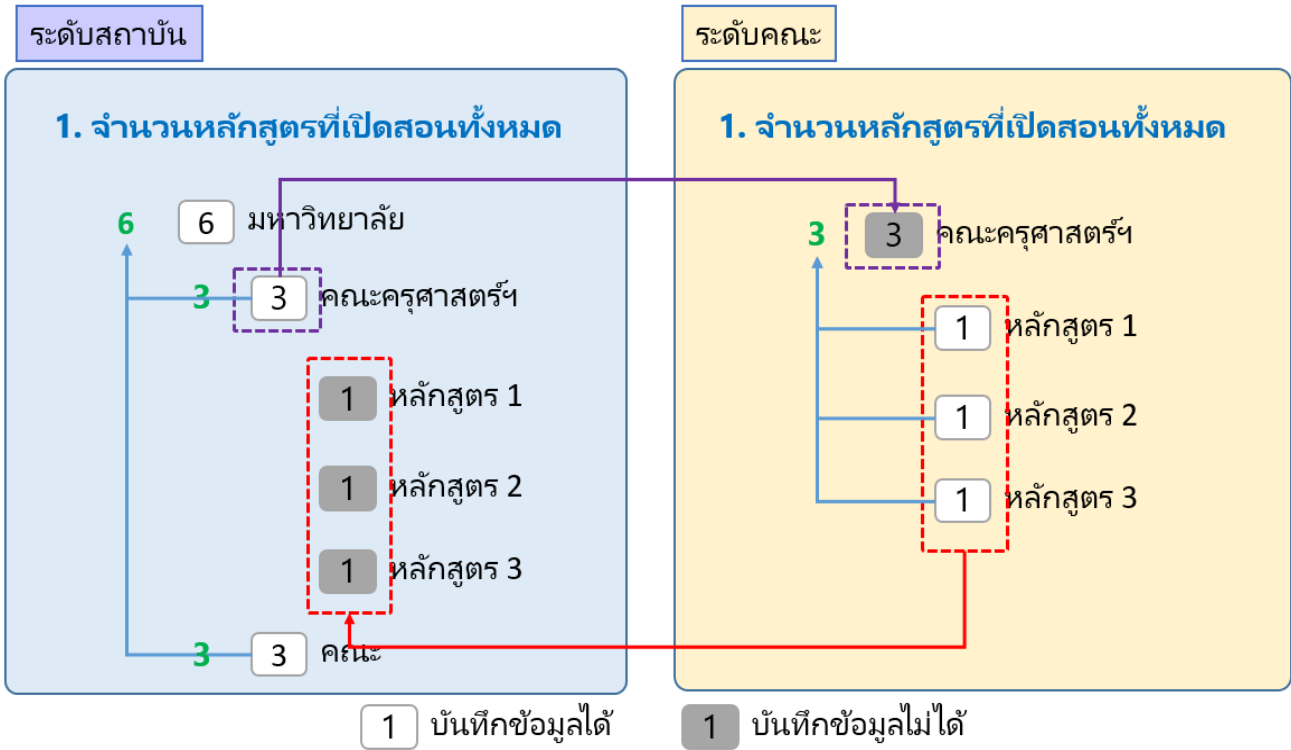 ระดับสถาบัน
1. จำนวนหลักสูตรที่เปิดสอนทั้งหมด
6 6 มหาวิทยาลัย
3 3 คณะครุศาสตร์ฯ
1 หลักสูตร 1
1 หลักสูตร 2
1 หลักสูตร 3
3 3 คณะ
ระดับคณะ
1. จำนวนหลักสูตรที่เปิดสอนทั้งหมด
3 3 คณะครุศาสตร์ฯ
1 หลักสูตร 1
1 หลักสูตร 2
1 หลักสูตร 3
1 บันทึกข้อมูลได้
1 บันทึกข้อมูลไม่ได้